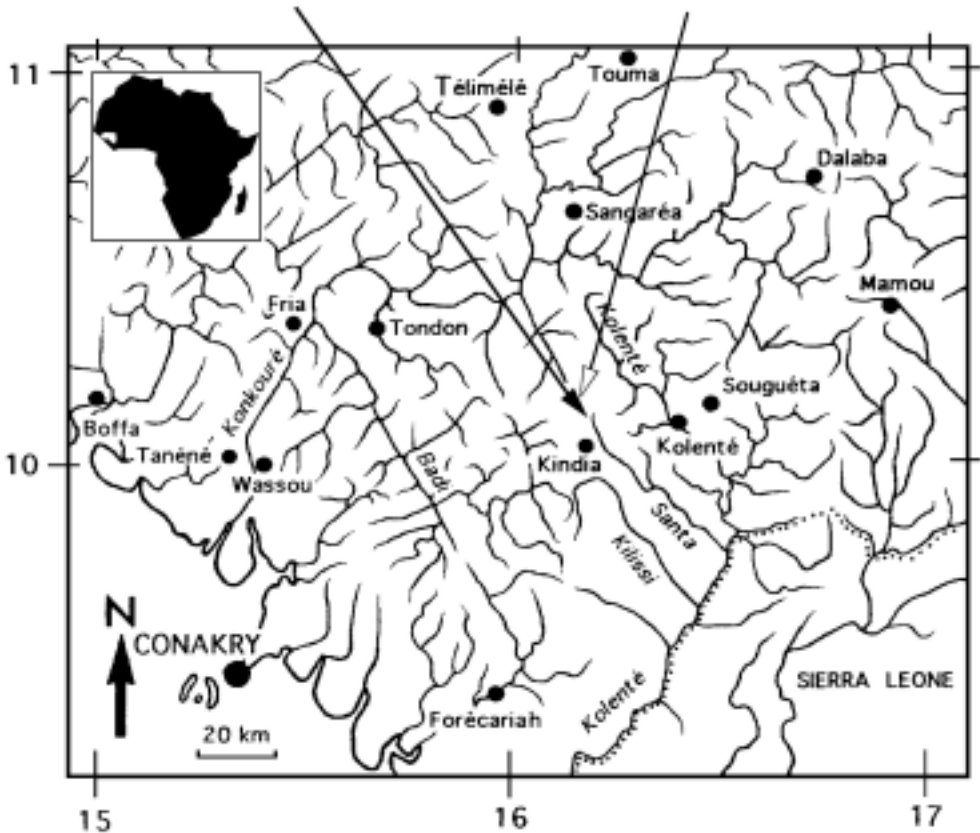 11
Touma
Télimélé
Dalaba
Sangaréa
Mamou
Fria
Tondon
Kolenté
Konkouré
Souguéta
Boffa
Kolenté
Tanéné
Kindia
10
10
Wassou
Badi
Santa
Kilissi
N
CONAKRY
SIERRA LEONE
Kolenté
Forécariah
20 km
15
16
17